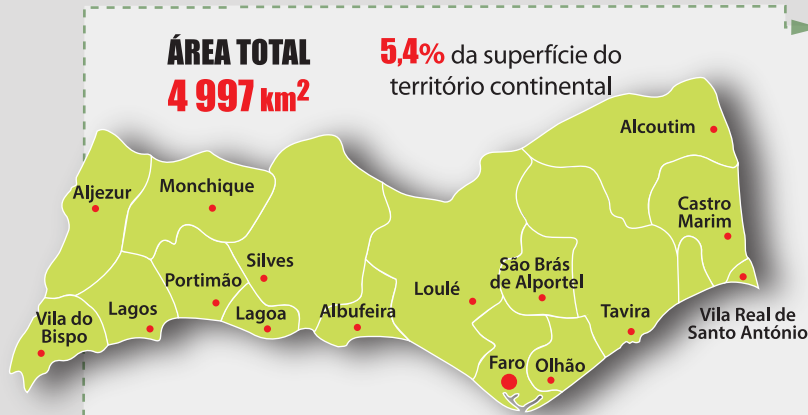 ÁREA TOTAL
4 997 km²
5,4% da superfície do
território continental
Alcoutim
Aljezur
Monchique
Castro
Marim
Silves
São Brás
de Alportel
Portimão
Loulé
Vila do
Bispo
Lagos
Lagoa
Albufeira
Tavira
Vila Real de
Santo António
Faro
Olhão